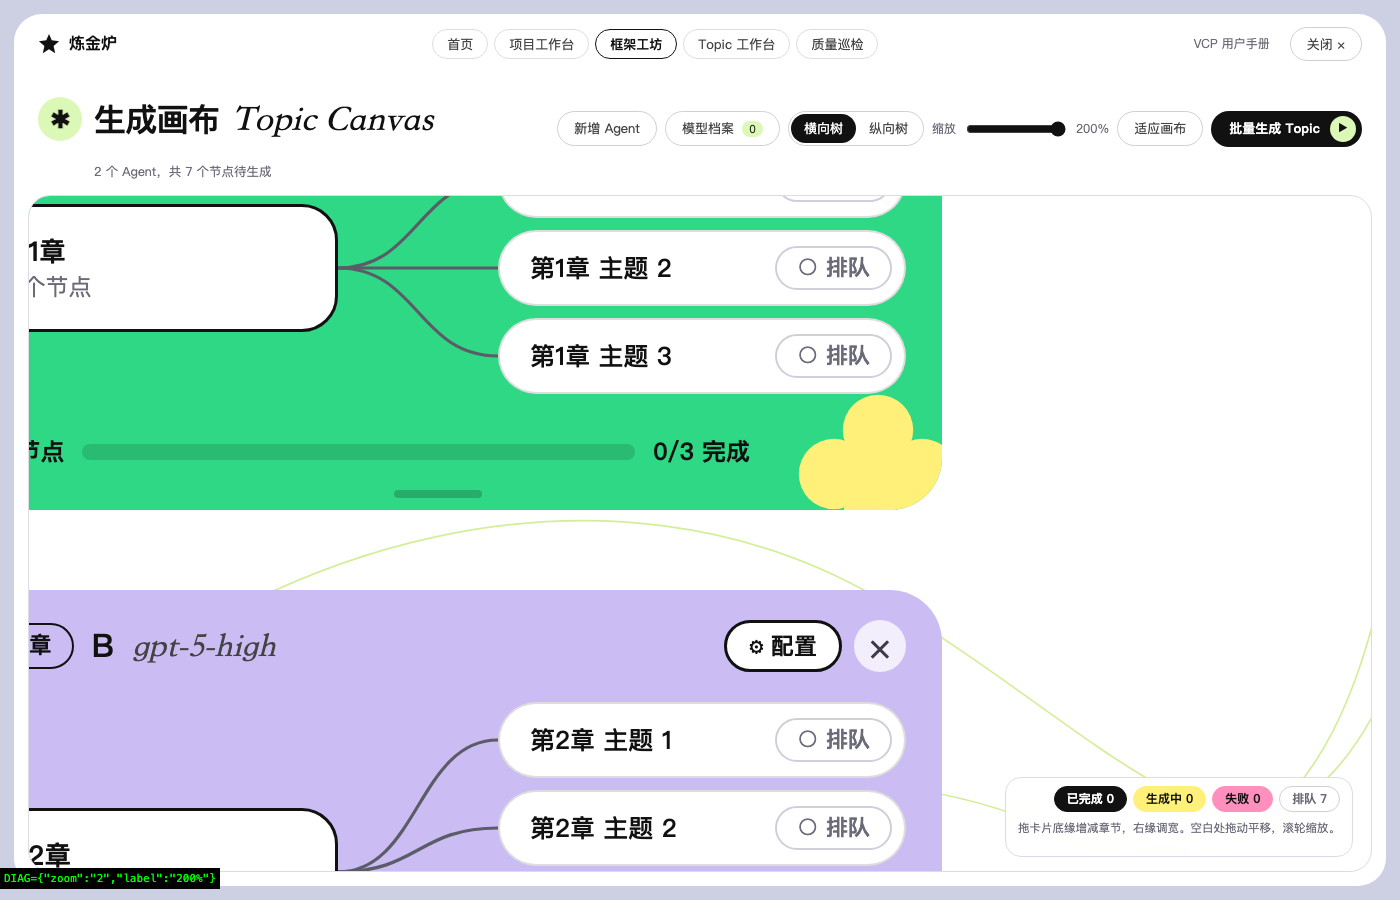 炼金炉
首页
项目工作台
框架工坊
Topic 工作台
质量巡检
VCP 用户手册
关闭 ×
生成画布 Topic Canvas
新增 Agent
模型档案 0
横向树
纵向树
缩放
200%
适应画布
批量生成 Topic
2 个 Agent，共 7 个节点待生成
1章
个节点
第1章 主题 2
排队
第1章 主题 3
排队
节点
0/3 完成
章
B gpt-5-high
配置
第2章 主题 1
排队
第2章 主题 2
排队
2章
已完成 0
生成中 0
失败 0
排队 7
拖卡片底缘增减章节，右缘调宽。空白处拖动平移，滚轮缩放。
DIAG={"zoom":"2","label":"200%"}